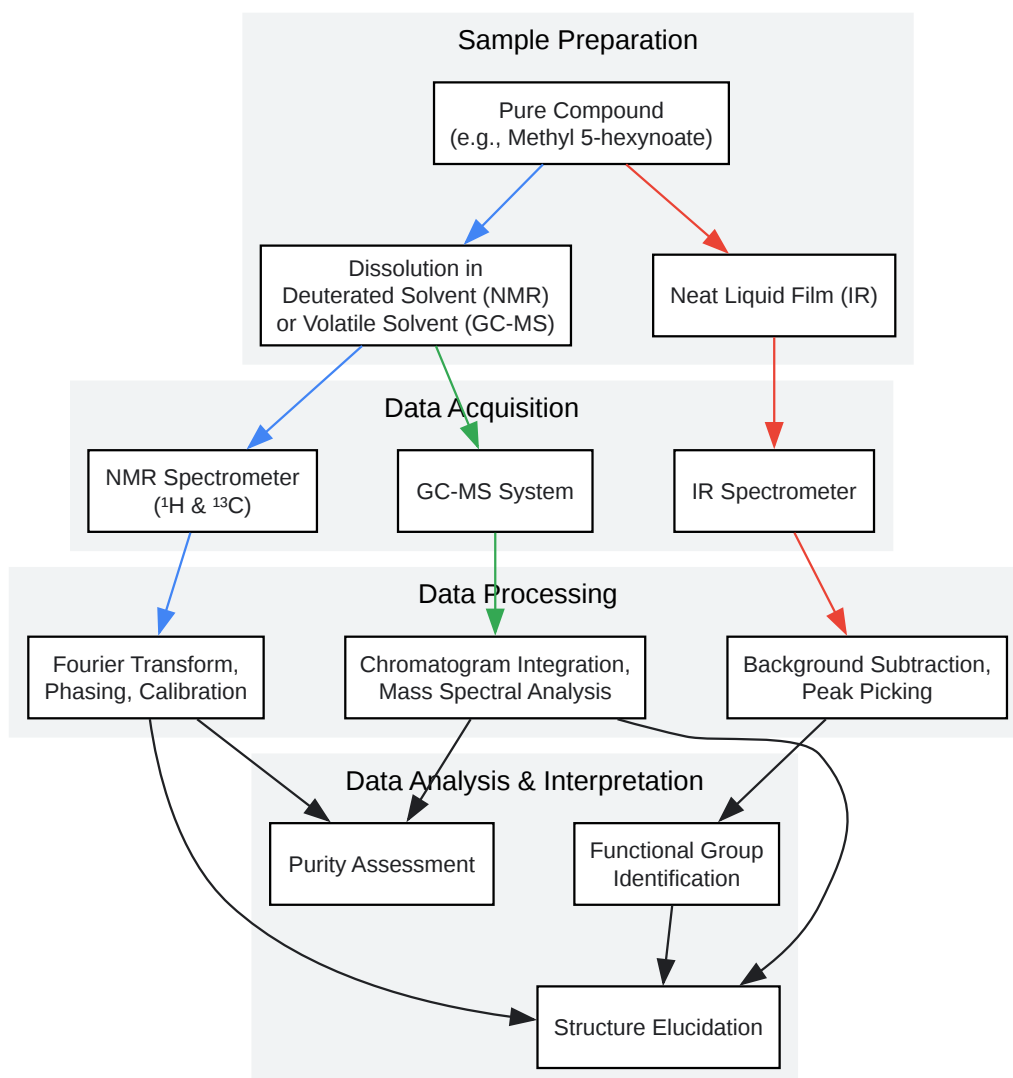 Sample Preparation
Pure Compound
(e.g., Methyl 5-hexynoate)
Dissolution in
Deuterated Solvent (NMR)
or Volatile Solvent (GC-MS)
Neat Liquid Film (IR)
Data Acquisition
NMR Spectrometer
(¹H & ¹³C)
GC-MS System
IR Spectrometer
Data Processing
Fourier Transform,
Phasing, Calibration
Chromatogram Integration,
Mass Spectral Analysis
Background Subtraction,
Peak Picking
Data Analysis & Interpretation
Purity Assessment
Functional Group
Identification
Structure Elucidation